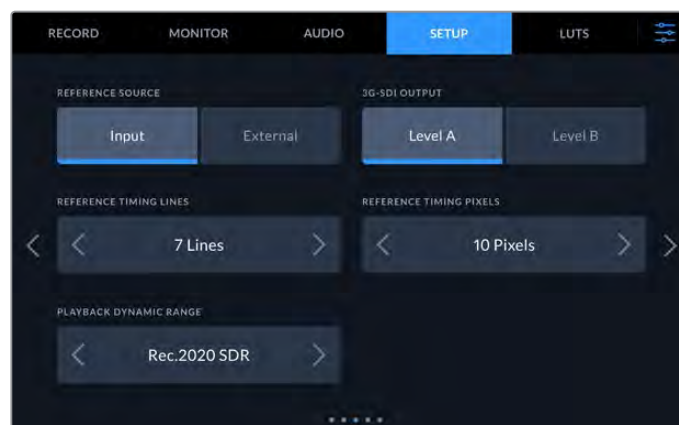 RECORD MONITOR AUDIO SETUP LUTS
REFERENCE SOURCE 3G-SDI OUTPUT
Input External Level A Level B
REFERENCE TIMING LINES REFERENCE TIMING PIXELS
7 Lines 10 Pixels
PLAYBACK DYNAMIC RANGE
Rec.2020 SDR